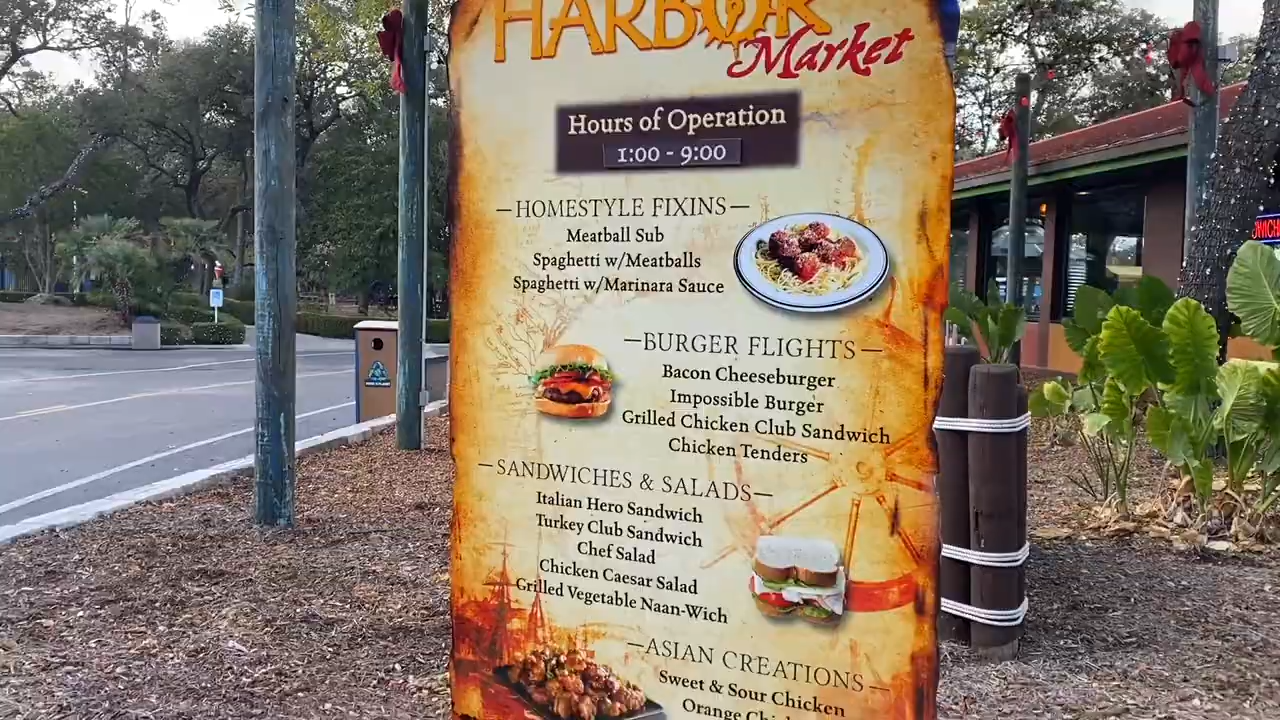 HARBOR
Market
Hours of Operation
1:00 - 9:00
HOMESTYLE FIXINS
Meatball Sub
Spaghetti w/Meatballs
Spaghetti w/Marinara Sauce
BURGER FLIGHTS
Bacon Cheeseburger
Impossible Burger
Grilled Chicken Club Sandwich
Chicken Tenders
SANDWICHES & SALADS
Italian Hero Sandwich
Turkey Club Sandwich
Chef Salad
Chicken Caesar Salad
Grilled Vegetable Naan-Wich
ASIAN CREATIONS
Sweet & Sour Chicken
Orange